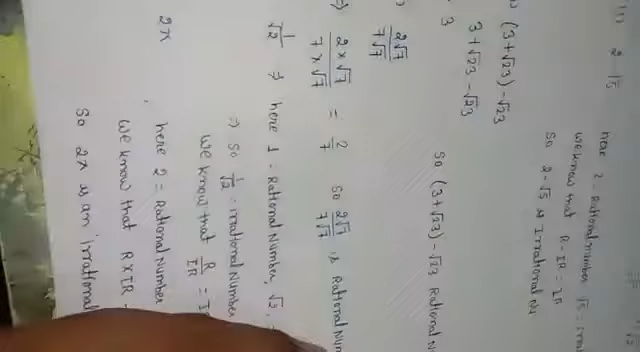 2 - √5 here 2 - Rational number √5 =
we know that R - IR = IR
So 2-√5 is Irrational
(3+√23) - √23
3+√23 - √23
3 So (3+√23) - √23 Rational
2√7/7√7
⇒ 2×√7/7×√7 = 2/7 So 2√7/7√7 is Rational Num
1/√2 ⇒ here 1 = Rational Number, √2
⇒ So 1/√2 = irrational Number
we know that R/IR =
2π here 2 = Rational Number
we know that R×IR
So 2π is an irrational